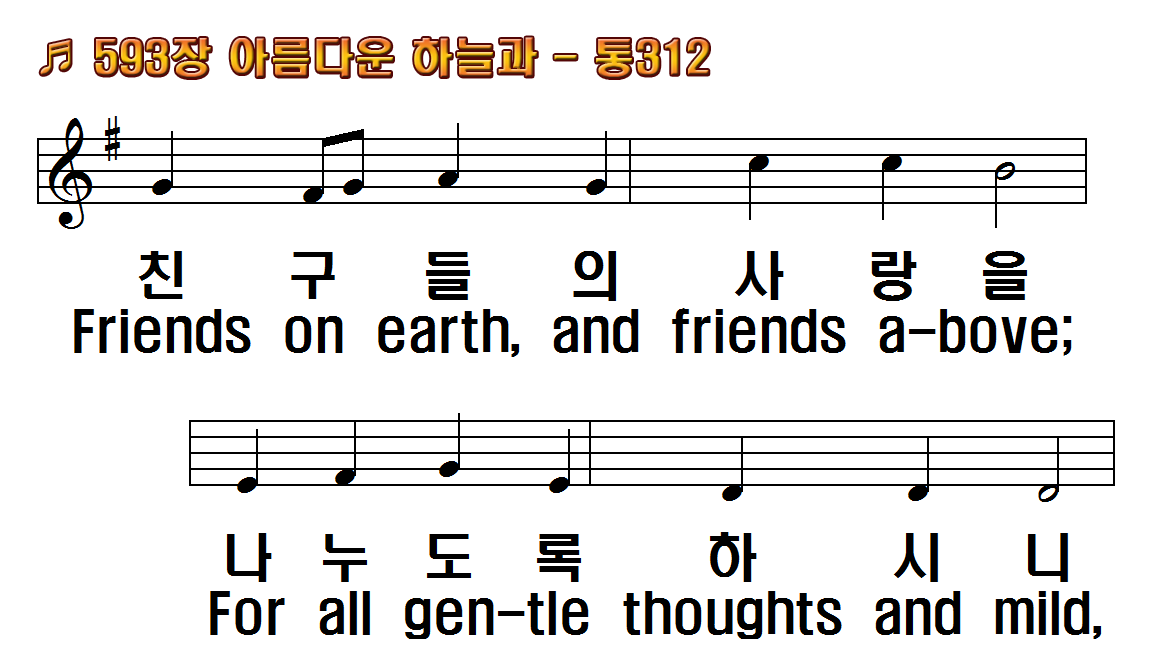 ♬ 593장 아름다운 하늘과 - 통312
친 구 들 의 사 랑 을
Friends on earth, and friends a-bove;
나 누 도 록 하 시 니
For all gen-tle thoughts and mild,